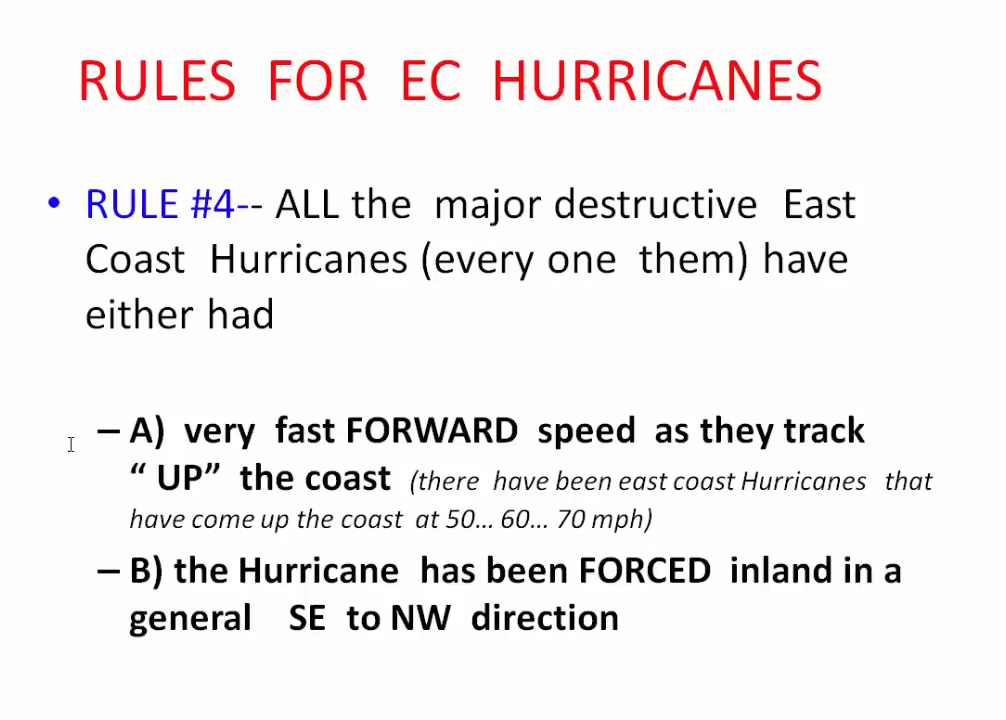 RULES FOR EC HURRICANES
• RULE #4-- ALL the major destructive East
Coast Hurricanes (every one them) have
either had
– A) very fast FORWARD speed as they track
“ UP” the coast (there have been east coast Hurricanes that
have come up the coast at 50… 60… 70 mph)
– B) the Hurricane has been FORCED inland in a
general SE to NW direction